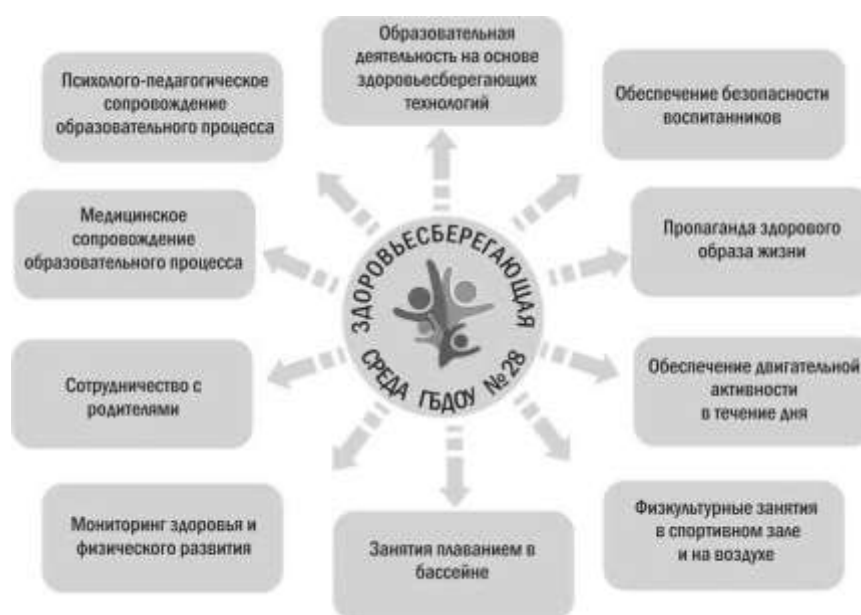 Образовательная
деятельность на основе
здоровьесберегающих
технологий
Психолого-педагогическое
сопровождение
образовательного процесса
Обеспечение безопасности
воспитанников
Медицинское
сопровождение
образовательного процесса
Пропаганда здорового
образа жизни
ЗДОРОВЬЕСБЕРЕГАЮЩАЯ
СРЕДА ГБДОУ №28
Сотрудничество с
родителями
Обеспечение двигательной
активности
в течение дня
Мониторинг здоровья и
физического развития
Занятия плаванием в
бассейне
Физкультурные занятия
в спортивном зале
и на воздухе